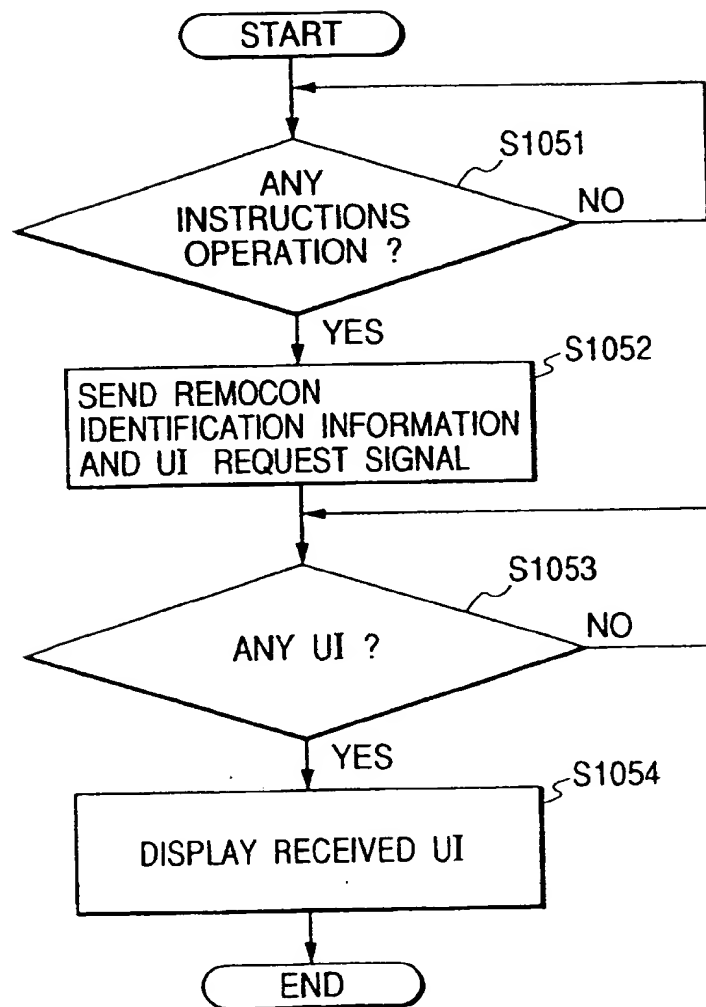 START
S1051
ANY
INSTRUCTIONS
OPERATION ?
NO
YES
S1052
SEND REMOCON
IDENTIFICATION INFORMATION
AND UI REQUEST SIGNAL
S1053
ANY UI ?
NO
YES
S1054
DISPLAY RECEIVED UI
END